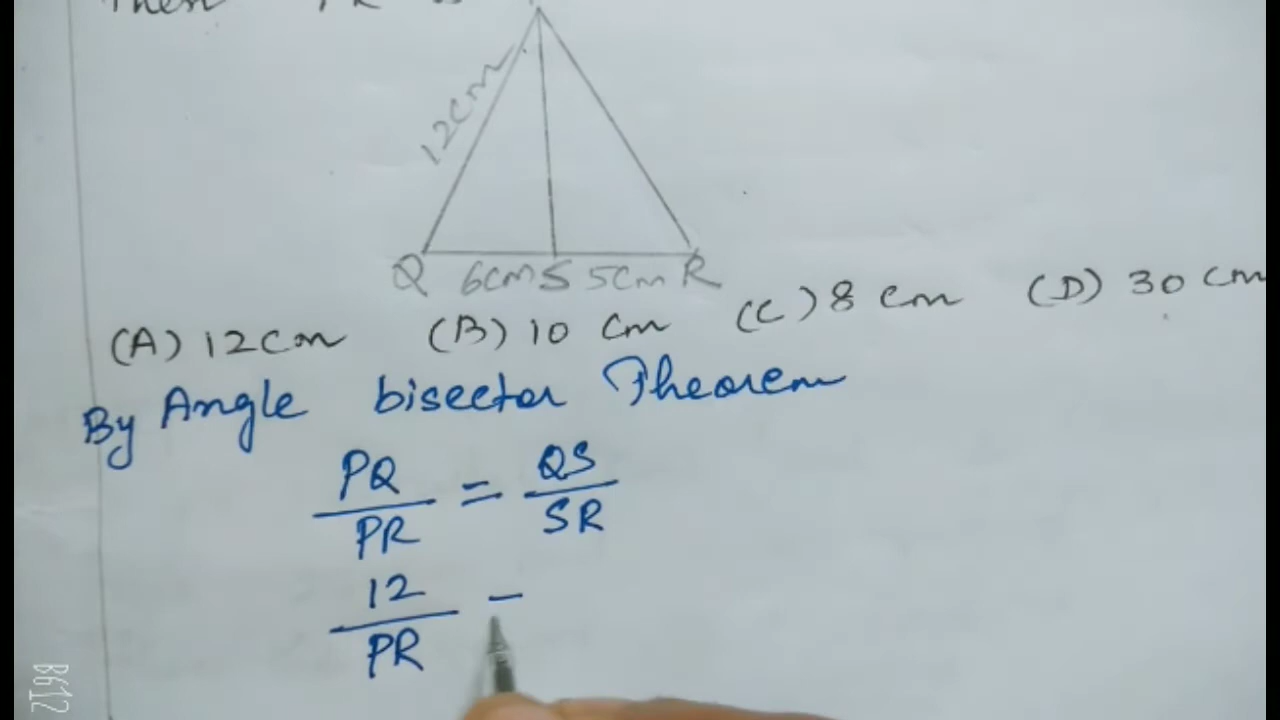 12cm
Q 6cm S 5cm R
(A) 12cm (B) 10 cm (C) 8 cm (D) 30 cm
By Angle bisector Theorem
PQ/PR = QS/SR
12/PR -
B612